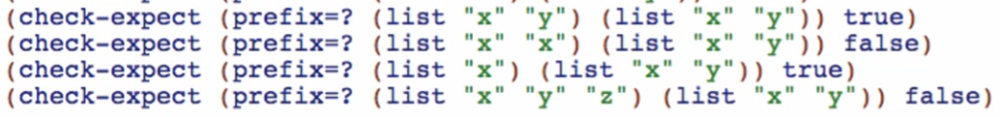 (check-expect (prefix=? (list "x" "y") (list "x" "y")) true)
(check-expect (prefix=? (list "x" "x") (list "x" "y")) false)
(check-expect (prefix=? (list "x") (list "x" "y")) true)
(check-expect (prefix=? (list "x" "y" "z") (list "x" "y")) false)